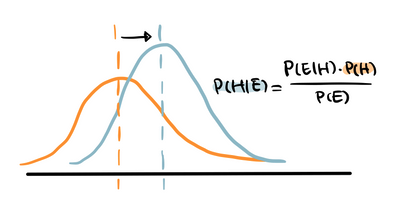 P(H|E) = P(E|H) · P(H) / P(E)